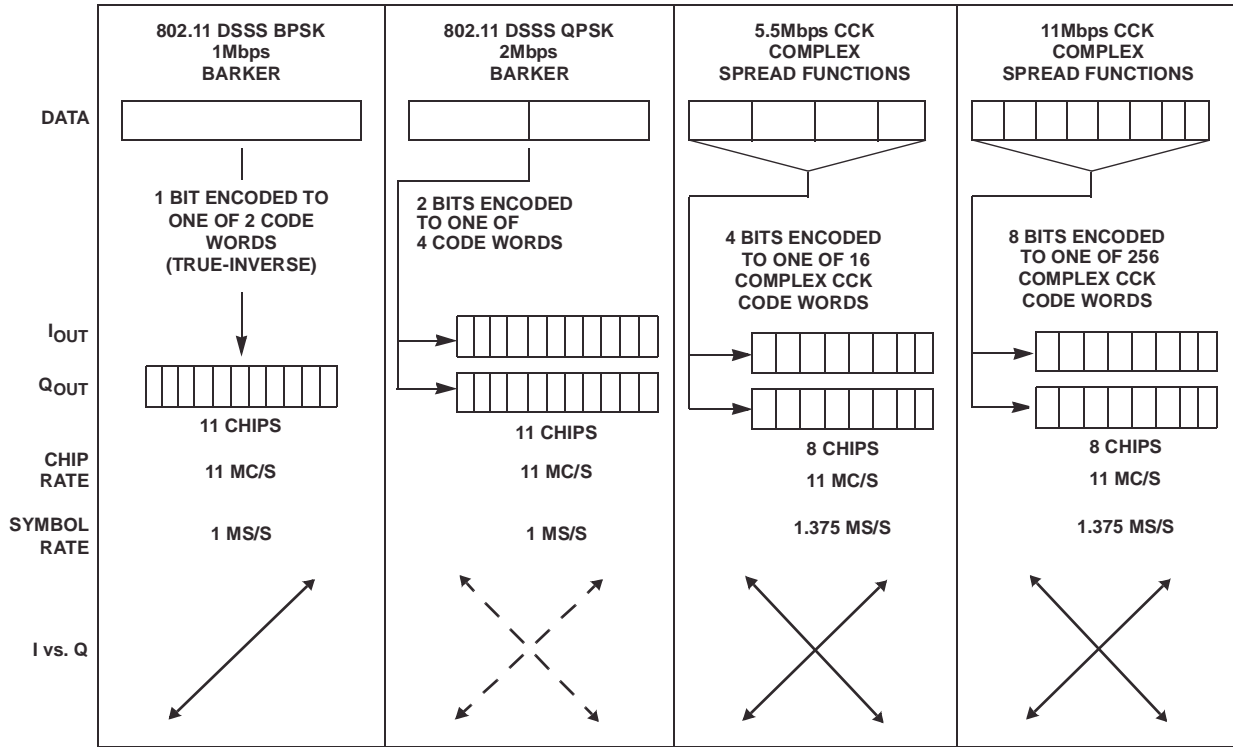 802.11 DSSS BPSK
1Mbps
BARKER
802.11 DSSS QPSK
2Mbps
BARKER
5.5Mbps CCK
COMPLEX
SPREAD FUNCTIONS
11Mbps CCK
COMPLEX
SPREAD FUNCTIONS
DATA
1 BIT ENCODED TO
ONE OF 2 CODE
WORDS
(TRUE-INVERSE)
2 BITS ENCODED
TO ONE OF
4 CODE WORDS
4 BITS ENCODED
TO ONE OF 16
COMPLEX CCK
CODE WORDS
8 BITS ENCODED
TO ONE OF 256
COMPLEX CCK
CODE WORDS
IOUT
QOUT
11 CHIPS
11 CHIPS
8 CHIPS
8 CHIPS
CHIP
RATE
11 MC/S
11 MC/S
11 MC/S
11 MC/S
SYMBOL
RATE
1 MS/S
1 MS/S
1.375 MS/S
1.375 MS/S
I vs. Q